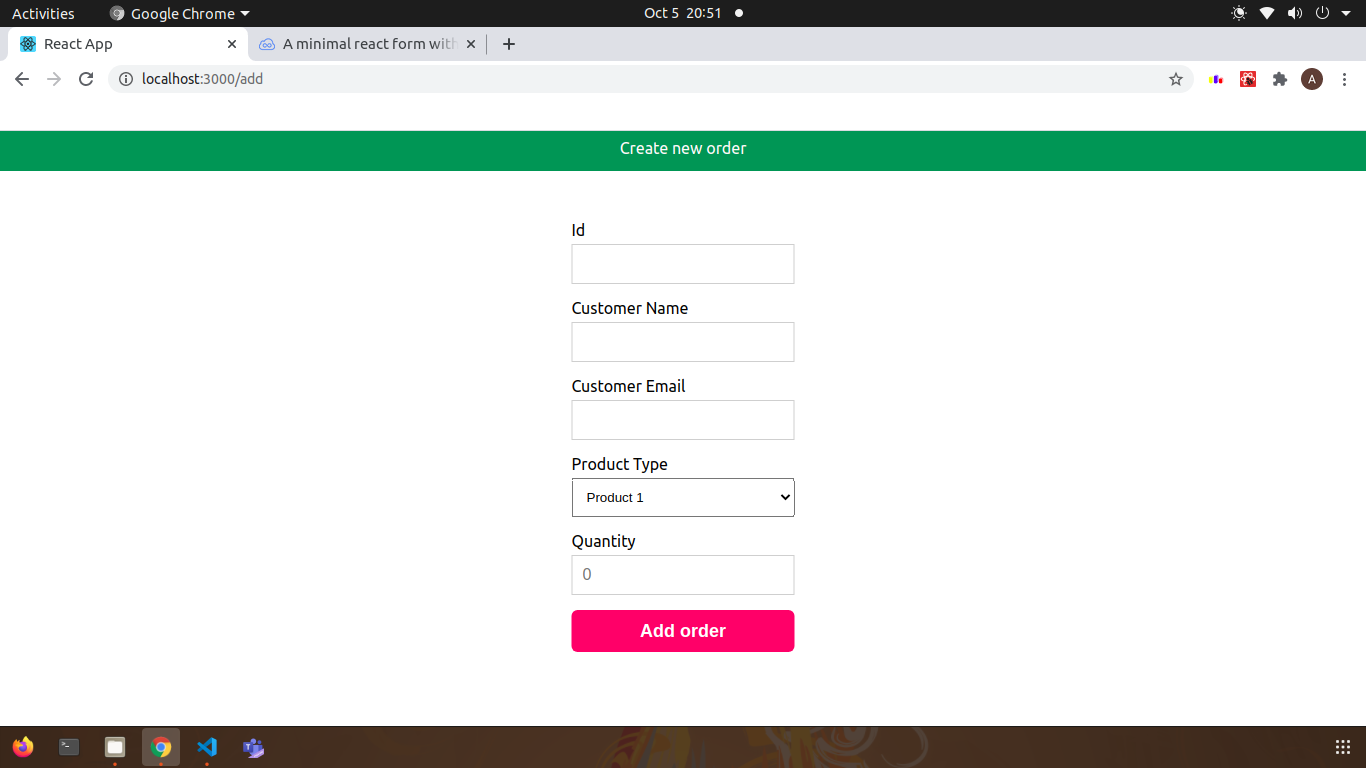 Activities
Google Chrome
Oct 5 20:51
React App
A minimal react form with
localhost:3000/add
A
Create new order
Id
Customer Name
Customer Email
Product Type
Product 1
Quantity
0
Add order